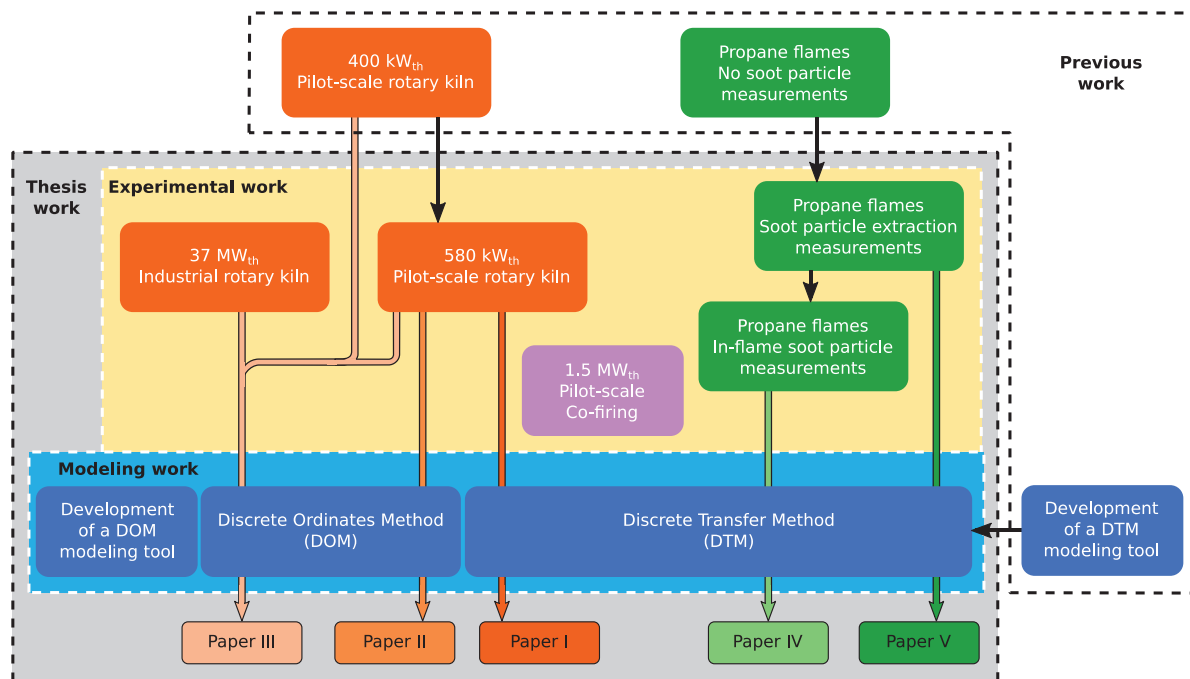 400 kWth
Pilot-scale rotary kiln
Propane flames
No soot particle
measurements
Previous
work
Thesis
work
Experimental work
37 MWth
Industrial rotary kiln
580 kWth
Pilot-scale rotary kiln
Propane flames
Soot particle extraction
measurements
Propane flames
In-flame soot particle
measurements
1.5 MWth
Pilot-scale
Co-firing
Modeling work
Development
of a DOM
modeling tool
Discrete Ordinates Method
(DOM)
Discrete Transfer Method
(DTM)
Development
of a DTM
modeling tool
Paper III
Paper II
Paper I
Paper IV
Paper V